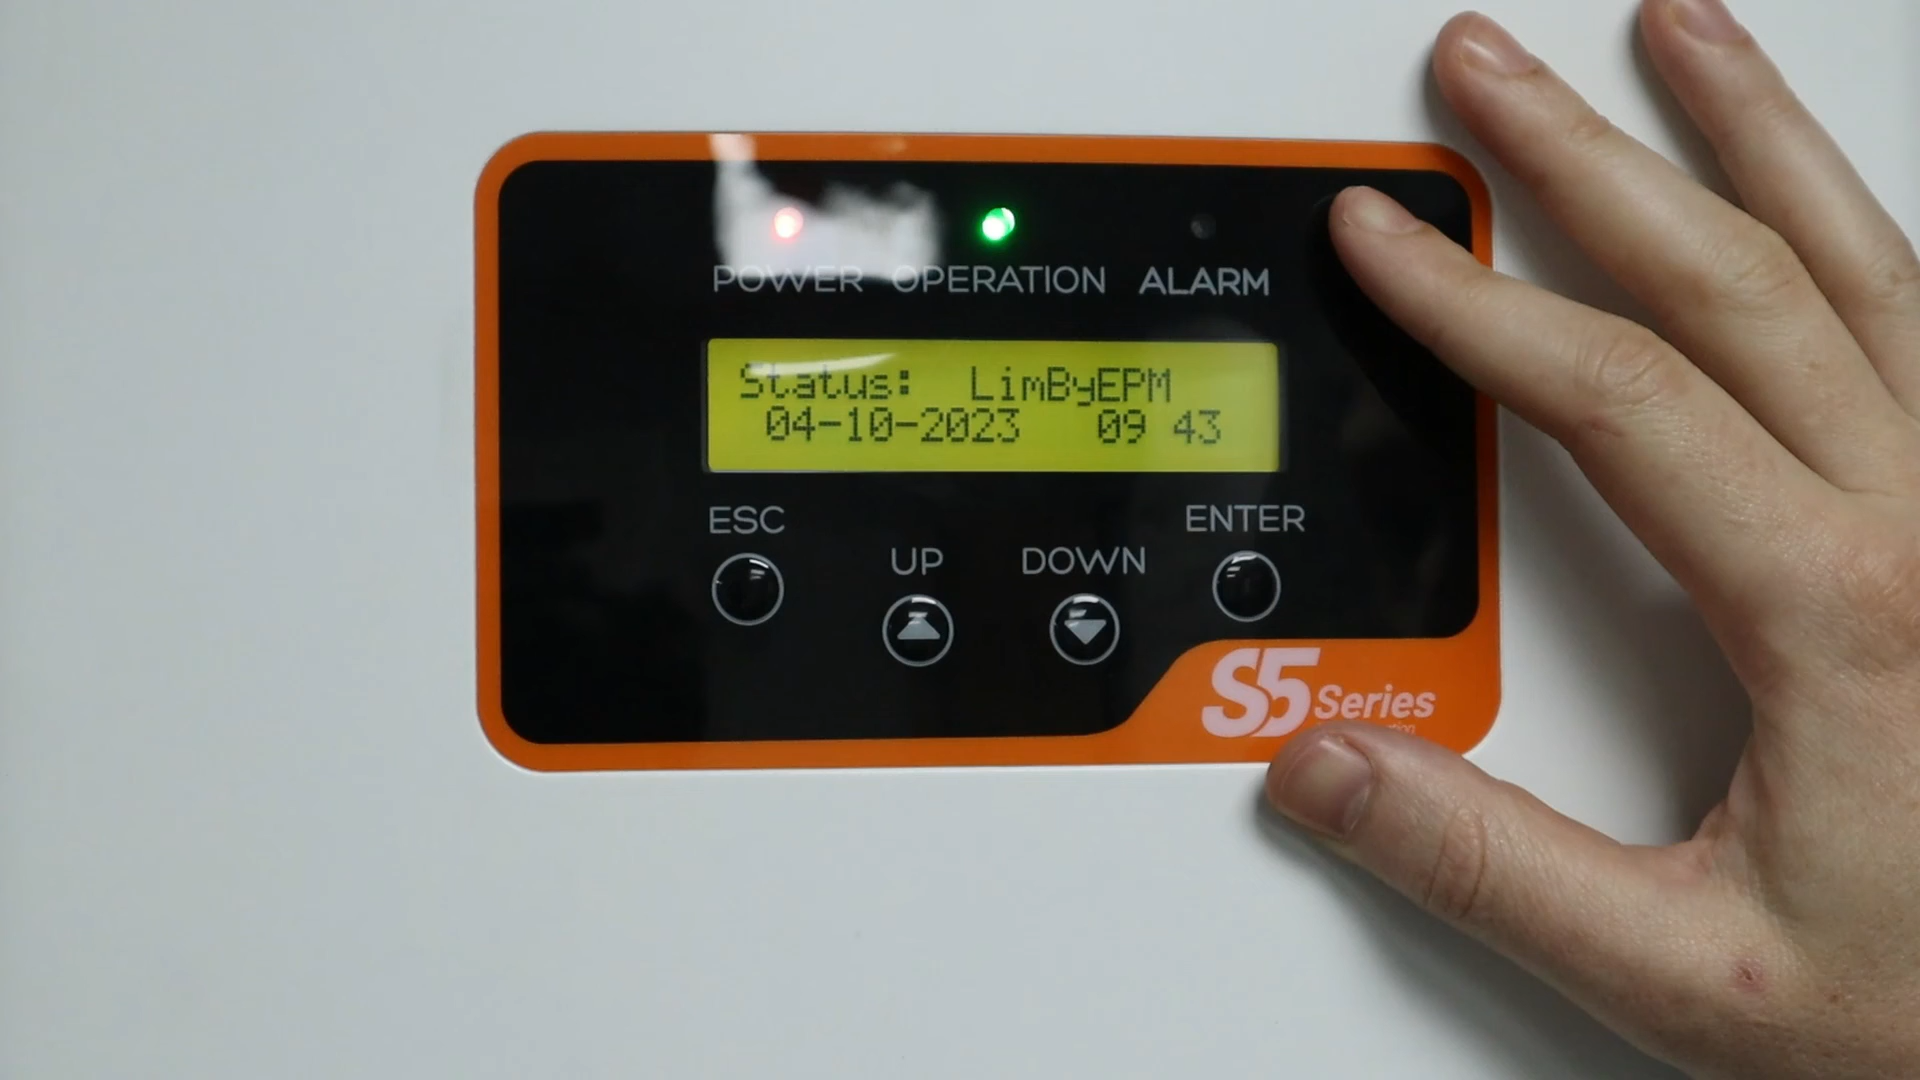 POWER OPERATION ALARM
Status: LimByEPM
04-10-2023 09 43
ESC
ENTER
UP
DOWN
S5 Series